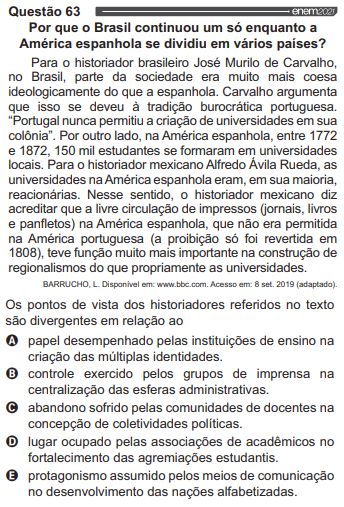 Questão 63 enem2021
Por que o Brasil continuou um só enquanto a
América espanhola se dividiu em vários países?
Para o historiador brasileiro José Murilo de Carvalho,
no Brasil, parte da sociedade era muito mais coesa
ideologicamente do que a espanhola. Carvalho argumenta
que isso se deveu à tradição burocrática portuguesa.
“Portugal nunca permitiu a criação de universidades em sua
colônia”. Por outro lado, na América espanhola, entre 1772
e 1872, 150 mil estudantes se formaram em universidades
locais. Para o historiador mexicano Alfredo Ávila Rueda, as
universidades na América espanhola eram, em sua maioria,
reacionárias. Nesse sentido, o historiador mexicano diz
acreditar que a livre circulação de impressos (jornais, livros
e panfletos) na América espanhola, que não era permitida
na América portuguesa (a proibição só foi revertida em
1808), teve função muito mais importante na construção de
regionalismos do que propriamente as universidades.
BARRUCHO, L. Disponível em: www.bbc.com. Acesso em: 8 set. 2019 (adaptado).
Os pontos de vista dos historiadores referidos no texto
são divergentes em relação ao
A papel desempenhado pelas instituições de ensino na
criação das múltiplas identidades.
B controle exercido pelos grupos de imprensa na
centralização das esferas administrativas.
C abandono sofrido pelas comunidades de docentes na
concepção de coletividades políticas.
D lugar ocupado pelas associações de acadêmicos no
fortalecimento das agremiações estudantis.
E protagonismo assumido pelos meios de comunicação
no desenvolvimento das nações alfabetizadas.